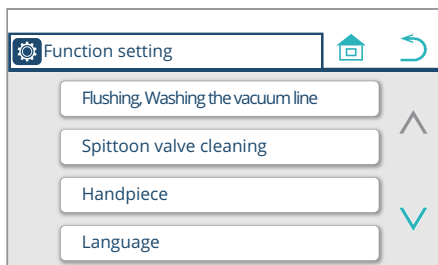 Function setting
Flushing, Washing the vacuum line
Spittoon valve cleaning
Handpiece
Language